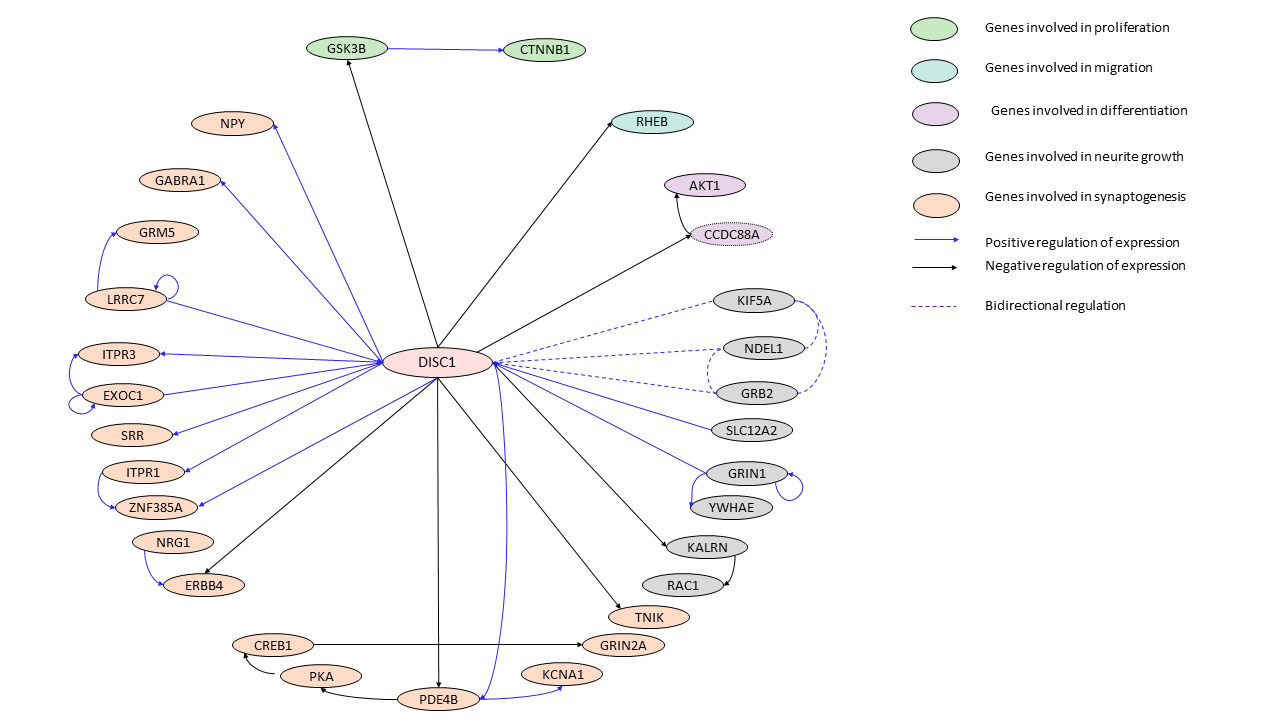 GSK3B
CTNNB1
NPY
RHEB
GABRA1
AKT1
GRM5
CCDC88A
LRRC7
KIF5A
ITPR3
DISC1
NDEL1
EXOC1
GRB2
SRR
SLC12A2
ITPR1
GRIN1
ZNF385A
YWHAE
NRG1
KALRN
ERBB4
RAC1
TNIK
CREB1
GRIN2A
PKA
KCNA1
PDE4B
Genes involved in proliferation
Genes involved in migration
Genes involved in differentiation
Genes involved in neurite growth
Genes involved in synaptogenesis
Positive regulation of expression
Negative regulation of expression
Bidirectional regulation